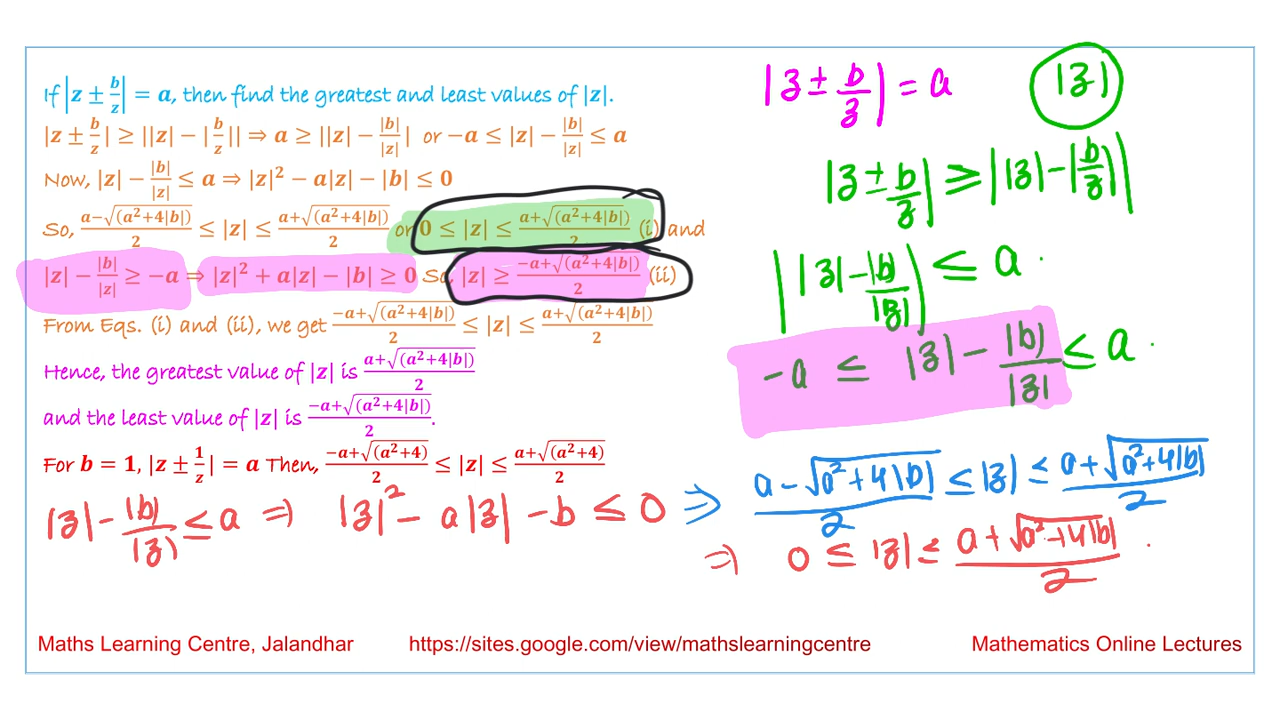 If |z ± b/z| = a, then find the greatest and least values of |z|.
|z ± b/z| ≥ ||z| − |b/z|| ⇒ a ≥ ||z| − |b|/|z| | or −a ≤ |z| − |b|/|z| ≤ a
Now, |z| − |b|/|z| ≤ a ⇒ |z|² − a|z| − |b| ≤ 0
So, (a−√(a²+4|b|))/2 ≤ |z| ≤ (a+√(a²+4|b|))/2 or 0 ≤ |z| ≤ (a+√(a²+4|b|))/2 (i) and
|z| − |b|/|z| ≥ −a ⇒ |z|² + a|z| − |b| ≥ 0 So, |z| ≥ (−a+√(a²+4|b|))/2 (ii)
From Eqs. (i) and (ii), we get (−a+√(a²+4|b|))/2 ≤ |z| ≤ (a+√(a²+4|b|))/2
Hence, the greatest value of |z| is (a+√(a²+4|b|))/2
and the least value of |z| is (−a+√(a²+4|b|))/2.
For b = 1, |z ± 1/z| = a Then, (−a+√(a²+4))/2 ≤ |z| ≤ (a+√(a²+4))/2
|z| − |b|/|z| ≤ a ⇒ |z|² − a|z| − b ≤ 0
|z ± b/z| = a |z|
|z ± b/z| ≥ ||z| − |b/z||
||z| − |b|/|z|| ≤ a
−a ≤ |z| − |b|/|z| ≤ a
⇒ (a − √(a²+4|b|))/2 ≤ |z| ≤ (a + √(a²+4|b|))/2
⇒ 0 ≤ |z| ≤ (a + √(a²+4|b|))/2
Maths Learning Centre, Jalandhar https://sites.google.com/view/mathslearningcentre Mathematics Online Lectures